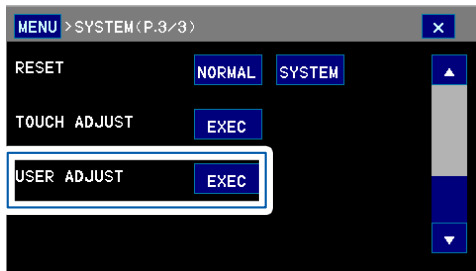 MENU >SYSTEM(P.3/3) ×
RESET NORMAL SYSTEM ▲
TOUCH ADJUST EXEC
USER ADJUST EXEC
▼